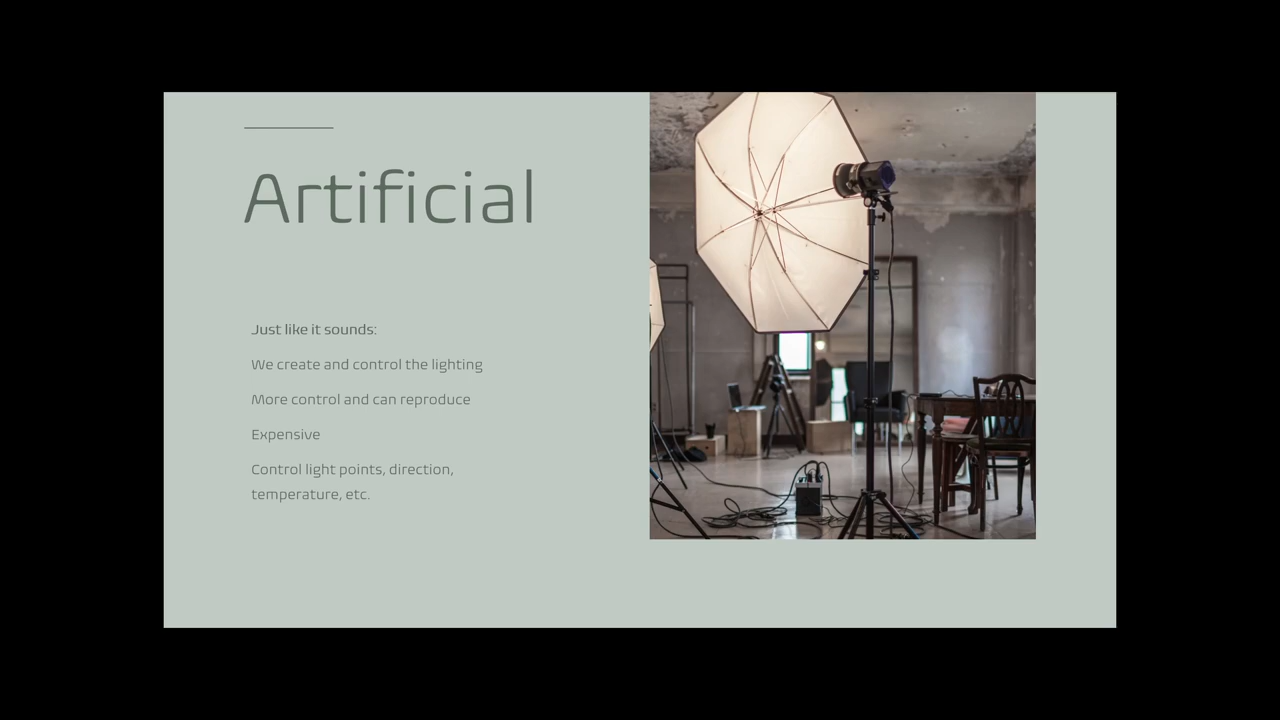 Artificial
Just like it sounds:
We create and control the lighting
More control and can reproduce
Expensive
Control light points, direction,
temperature, etc.